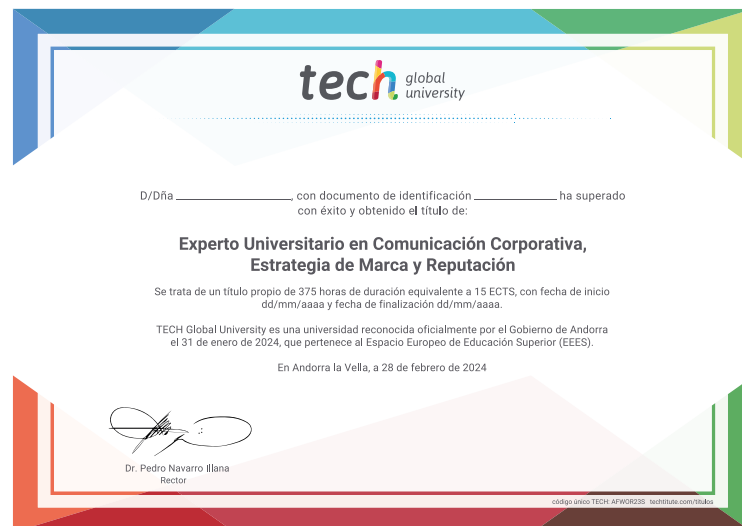 tech global
university
D/Dña ____________________, con documento de identificación ______________ ha superado
con éxito y obtenido el título de:
Experto Universitario en Comunicación Corporativa,
Estrategia de Marca y Reputación
Se trata de un título propio de 375 horas de duración equivalente a 15 ECTS, con fecha de inicio
dd/mm/aaaa y fecha de finalización dd/mm/aaaa.
TECH Global University es una universidad reconocida oficialmente por el Gobierno de Andorra
el 31 de enero de 2024, que pertenece al Espacio Europeo de Educación Superior (EEES).
En Andorra la Vella, a 28 de febrero de 2024
Dr. Pedro Navarro Illana
Rector
código único TECH: AFWOR23S techtitute.com/titulos